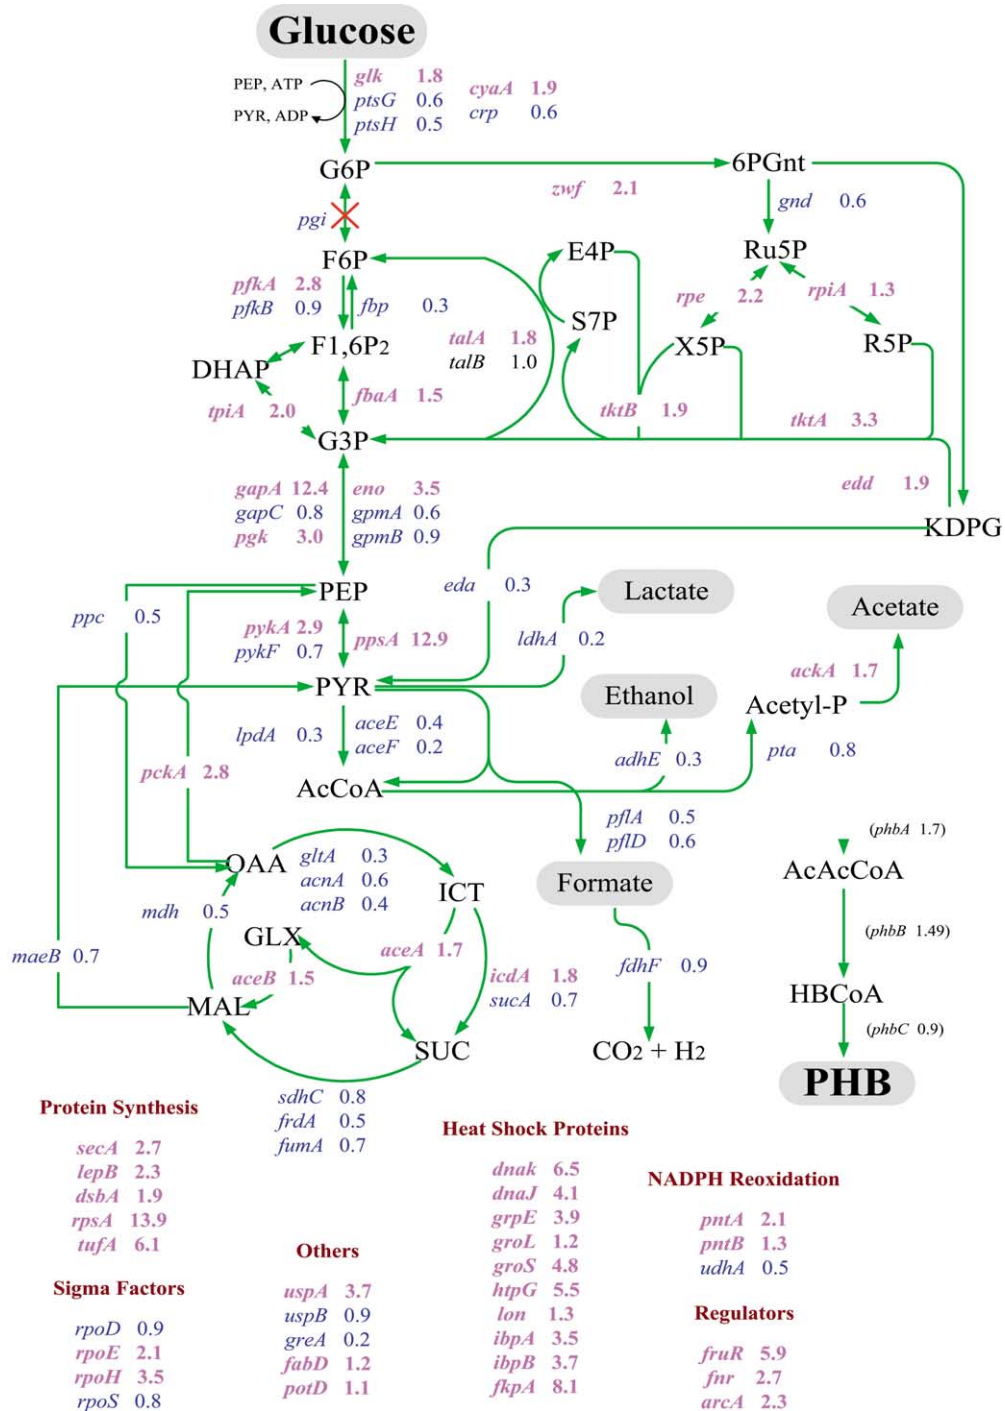 Glucose
PEP, ATP
PYR, ADP
glk 1.8
ptsG 0.6
ptsH 0.5
cyaA 1.9
crp 0.6
G6P
6PGnt
zwf 2.1
gnd 0.6
pgi
F6P
E4P
Ru5P
pfkA 2.8
pfkB 0.9
fbp 0.3
rpe 2.2
rpiA 1.3
S7P
F1,6P2
talA 1.8
talB 1.0
X5P
R5P
DHAP
tpiA 2.0
fbaA 1.5
tktB 1.9
tktA 3.3
G3P
gapA 12.4
gapC 0.8
pgk 3.0
eno 3.5
gpmA 0.6
gpmB 0.9
edd 1.9
KDPG
PEP
eda 0.3
Lactate
Acetate
ppc 0.5
pykA 2.9
pykF 0.7
ppsA 12.9
ldhA 0.2
ackA 1.7
PYR
Ethanol
Acetyl-P
lpdA 0.3
aceE 0.4
aceF 0.2
adhE 0.3
pta 0.8
pckA 2.8
AcCoA
pflA 0.5
pflD 0.6
(phbA 1.7)
OAA
gltA 0.3
acnA 0.6
acnB 0.4
ICT
Formate
AcAcCoA
mdh 0.5
GLX
aceA 1.7
(phbB 1.49)
maeB 0.7
aceB 1.5
icdA 1.8
sucA 0.7
fdhF 0.9
HBCoA
MAL
SUC
CO2 + H2
(phbC 0.9)
PHB
sdhC 0.8
frdA 0.5
fumA 0.7
Protein Synthesis
secA 2.7
lepB 2.3
dsbA 1.9
rpsA 13.9
tufA 6.1
Sigma Factors
rpoD 0.9
rpoE 2.1
rpoH 3.5
rpoS 0.8
Others
uspA 3.7
uspB 0.9
greA 0.2
fabD 1.2
potD 1.1
Heat Shock Proteins
dnak 6.5
dnaJ 4.1
grpE 3.9
groL 1.2
groS 4.8
htpG 5.5
lon 1.3
ibpA 3.5
ibpB 3.7
fkpA 8.1
NADPH Reoxidation
pntA 2.1
pntB 1.3
udhA 0.5
Regulators
fruR 5.9
fnr 2.7
arcA 2.3